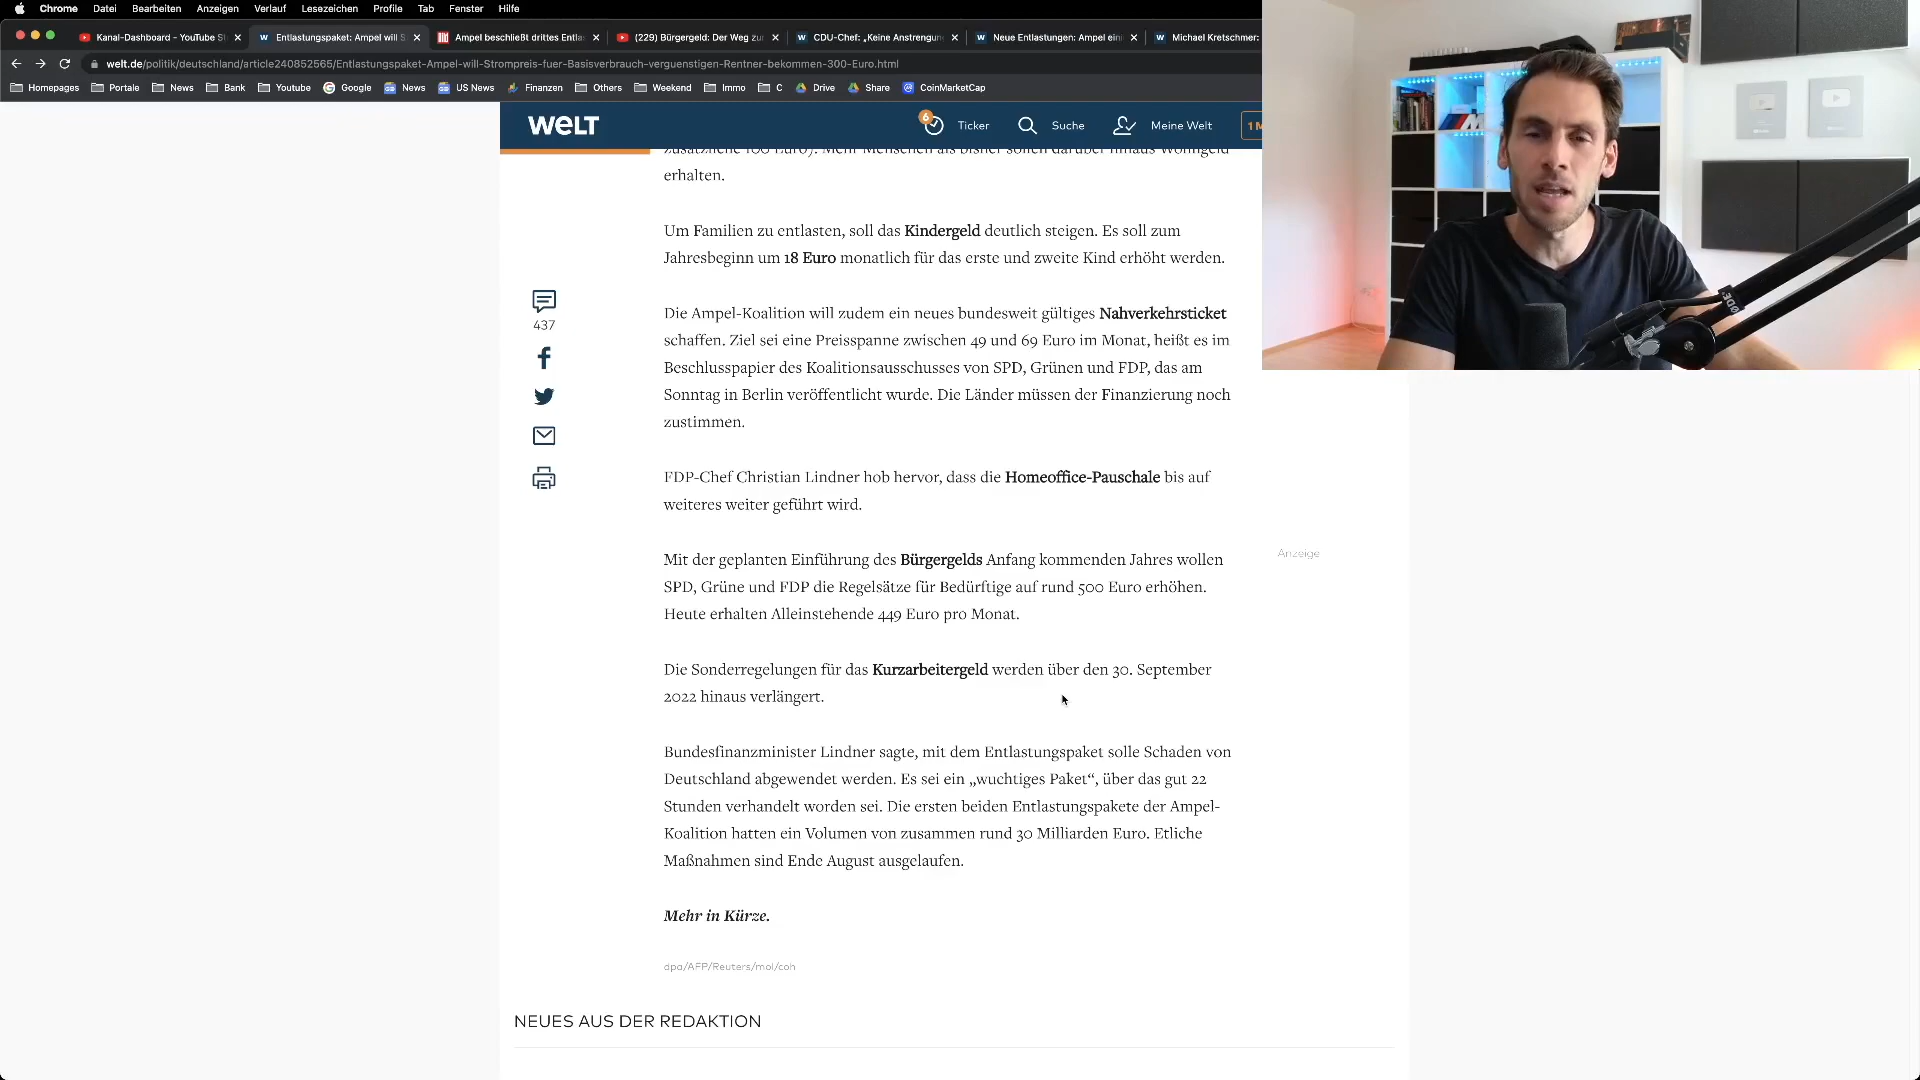 Chrome Datei Bearbeiten Anzeigen Verlauf Lesezeichen Profile Tab Fenster Hilfe
Kanal-Dashboard – YouTube S
Entlastungspaket: Ampel will S
Ampel beschließt drittes Entla
(229) Bürgergeld: Der Weg zu
CDU-Chef: „Keine Anstrengun
Neue Entlastungen: Ampel ein
Michael Kretschmer:
welt.de/politik/deutschland/article240852565/Entlastungspaket-Ampel-will-Strompreis-fuer-Basisverbrauch-verguenstigen-Rentner-bekommen-300-Euro.html
Homepages Portale News Bank Youtube Google News US News Finanzen Others Weekend Immo C Drive Share CoinMarketCap
WELT
6 Ticker Suche Meine Welt 1 M
zusätzliche 100 Euro). Mehr Menschen als bisher sollen darüber hinaus Wohngeld
erhalten.
Um Familien zu entlasten, soll das Kindergeld deutlich steigen. Es soll zum
Jahresbeginn um 18 Euro monatlich für das erste und zweite Kind erhöht werden.
437
Die Ampel-Koalition will zudem ein neues bundesweit gültiges Nahverkehrsticket
schaffen. Ziel sei eine Preisspanne zwischen 49 und 69 Euro im Monat, heißt es im
Beschlusspapier des Koalitionsausschusses von SPD, Grünen und FDP, das am
Sonntag in Berlin veröffentlicht wurde. Die Länder müssen der Finanzierung noch
zustimmen.
FDP-Chef Christian Lindner hob hervor, dass die Homeoffice-Pauschale bis auf
weiteres weiter geführt wird.
Anzeige
Mit der geplanten Einführung des Bürgergelds Anfang kommenden Jahres wollen
SPD, Grüne und FDP die Regelsätze für Bedürftige auf rund 500 Euro erhöhen.
Heute erhalten Alleinstehende 449 Euro pro Monat.
Die Sonderregelungen für das Kurzarbeitergeld werden über den 30. September
2022 hinaus verlängert.
Bundesfinanzminister Lindner sagte, mit dem Entlastungspaket solle Schaden von
Deutschland abgewendet werden. Es sei ein „wuchtiges Paket“, über das gut 22
Stunden verhandelt worden sei. Die ersten beiden Entlastungspakete der Ampel-
Koalition hatten ein Volumen von zusammen rund 30 Milliarden Euro. Etliche
Maßnahmen sind Ende August ausgelaufen.
Mehr in Kürze.
dpa/AFP/Reuters/mol/coh
NEUES AUS DER REDAKTION